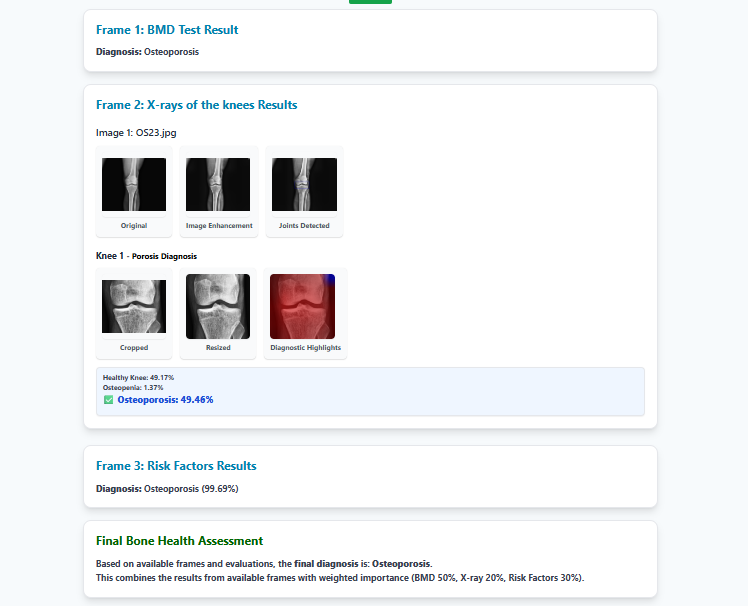 Frame 1: BMD Test Result
Diagnosis: Osteoporosis
Frame 2: X-rays of the knees Results
Image 1: OS23.jpg
Original
Image Enhancement
Joints Detected
Knee 1 - Porosis Diagnosis
Cropped
Resized
Diagnostic Highlights
Healthy Knee: 49.17%
Osteopenia: 1.37%
✅ Osteoporosis: 49.46%
Frame 3: Risk Factors Results
Diagnosis: Osteoporosis (99.69%)
Final Bone Health Assessment
Based on available frames and evaluations, the final diagnosis is: Osteoporosis.
This combines the results from available frames with weighted importance (BMD 50%, X-ray 20%, Risk Factors 30%).